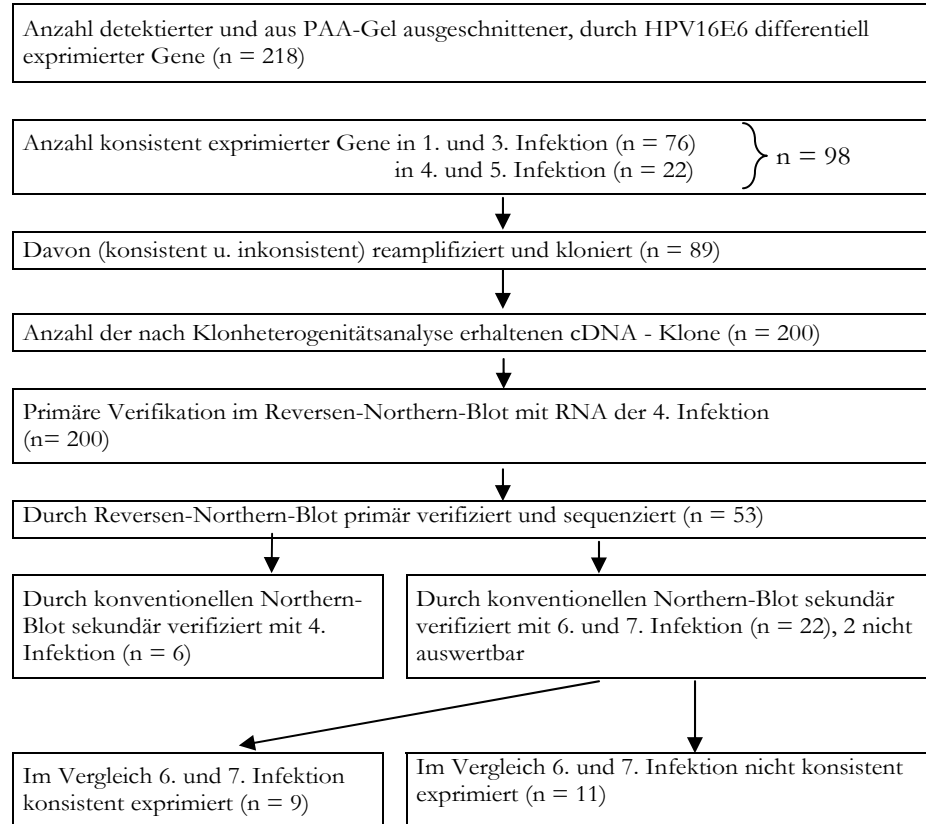 Anzahl detektierter und aus PAA-Gel ausgeschnittener, durch HPV16E6 differentiell
exprimierter Gene (n = 218)
Anzahl konsistent exprimierter Gene in 1. und 3. Infektion (n = 76)
in 4. und 5. Infektion (n = 22)
n = 98
Davon (konsistent u. inkonsistent) reamplifiziert und kloniert (n = 89)
Anzahl der nach Klonheterogenitätsanalyse erhaltenen cDNA - Klone (n = 200)
Primäre Verifikation im Reversen-Northern-Blot mit RNA der 4. Infektion
(n= 200)
Durch Reversen-Northern-Blot primär verifiziert und sequenziert (n = 53)
Durch konventionellen Northern-
Blot sekundär verifiziert mit 4.
Infektion (n = 6)
Durch konventionellen Northern-Blot sekundär
verifiziert mit 6. und 7. Infektion (n = 22), 2 nicht
auswertbar
Im Vergleich 6. und 7. Infektion
konsistent exprimiert (n = 9)
Im Vergleich 6. und 7. Infektion nicht konsistent
exprimiert (n = 11)